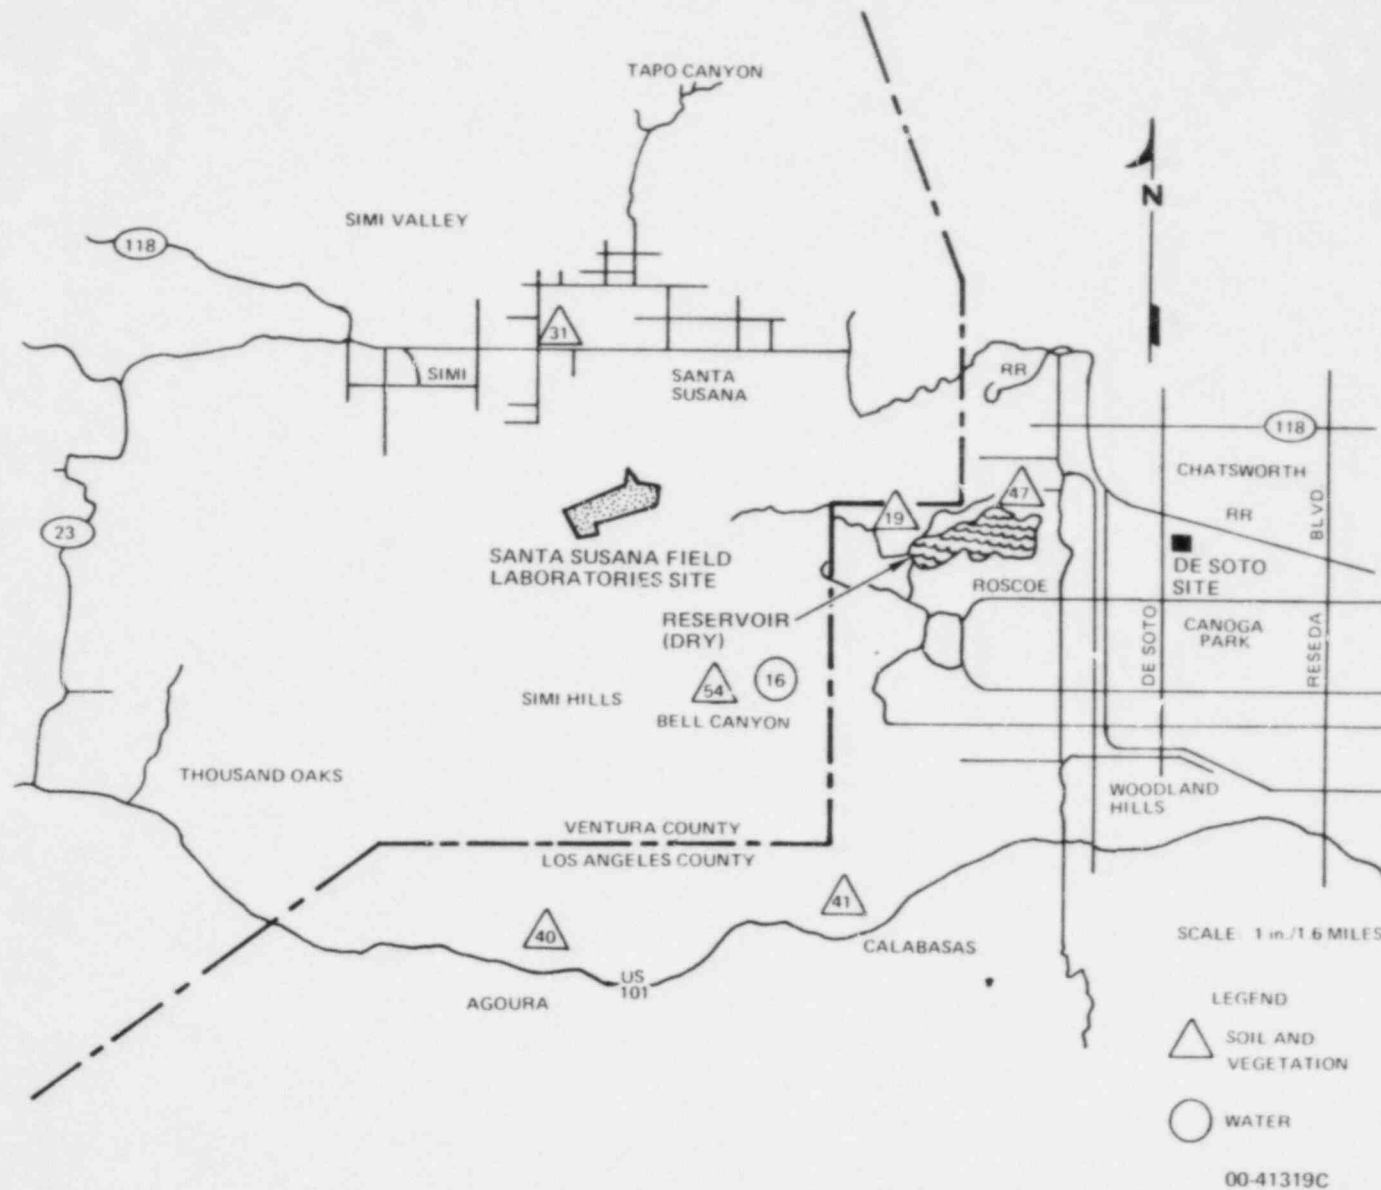 TAPO CANYON
N
SIMI VALLEY
118
31
SIMI
SANTA
SUSANA
RR
118
CHATSWORTH
47
19
RR
BLVD
23
SANTA SUSANA FIELD
LABORATORIES SITE
DE SOTO
SITE
ROSCOE
RESERVOIR
(DRY)
CANOGA
PARK
DE SOTO
RESEDA
54
16
SIMI HILLS
BELL CANYON
THOUSAND OAKS
WOODLAND
HILLS
VENTURA COUNTY
LOS ANGELES COUNTY
41
40
CALABASAS
SCALE: 1 in./1.6 MILES
US
101
AGOURA
LEGEND
SOIL AND
VEGETATION
WATER
00-41319C